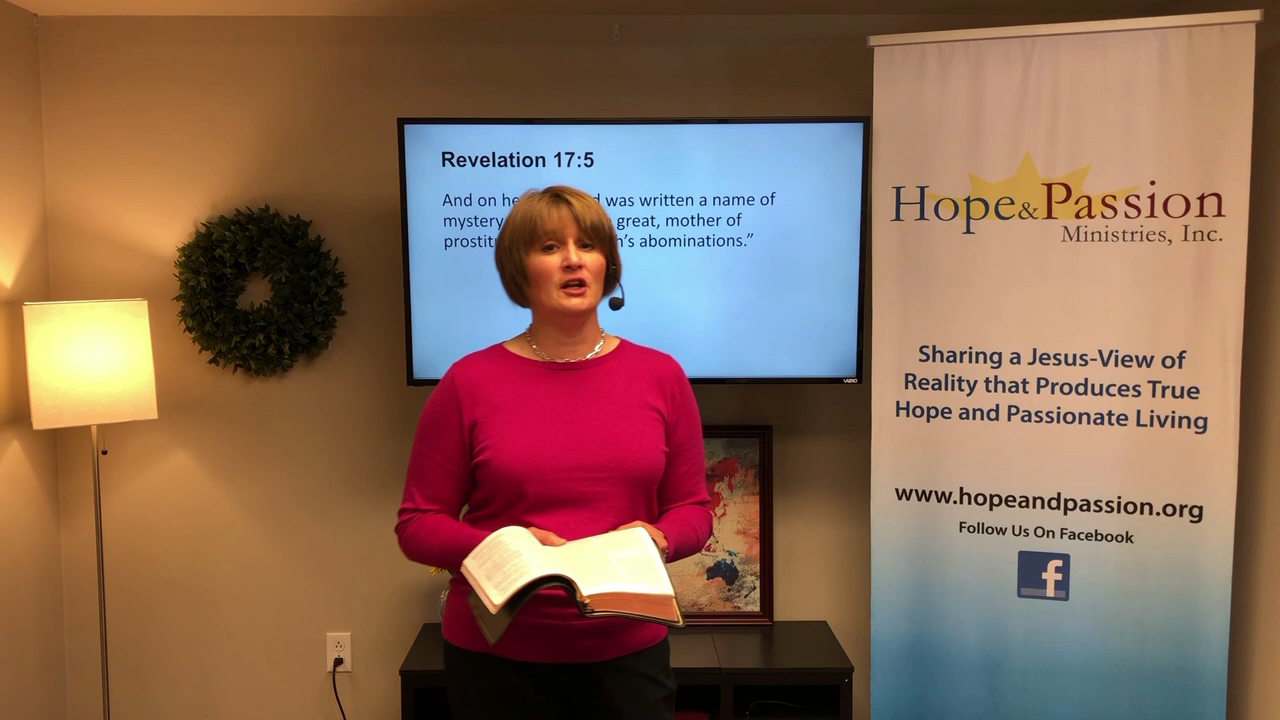 Revelation 17:5
And on he d was written a name of
mystery great, mother of
prostitu 's abominations.”
VIZIO
Hope&Passion
Ministries, Inc.
Sharing a Jesus-View of
Reality that Produces True
Hope and Passionate Living
www.hopeandpassion.org
Follow Us On Facebook
f